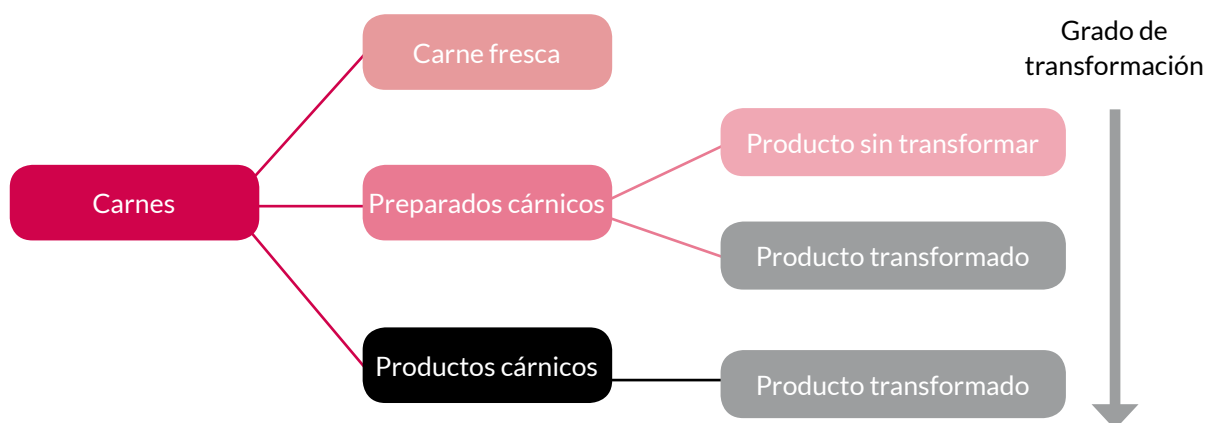 Carne fresca
Grado de
transformación
Producto sin transformar
Carnes
Preparados cárnicos
Producto transformado
Productos cárnicos
Producto transformado